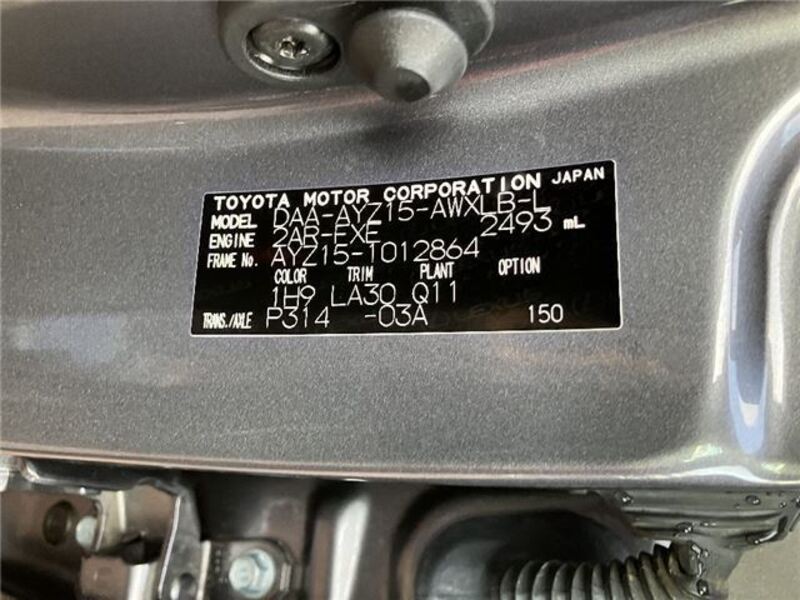 TOYOTA MOTOR CORPORATION JAPAN
MODEL DAA-AYZ15-AWXLB-L
ENGINE 2AR-FXE 2493 mL
FRAME No. AYZ15-1012864
COLOR TRIM PLANT OPTION
1H9 LA30 Q11
TRANS./AXLE P314 -03A 150